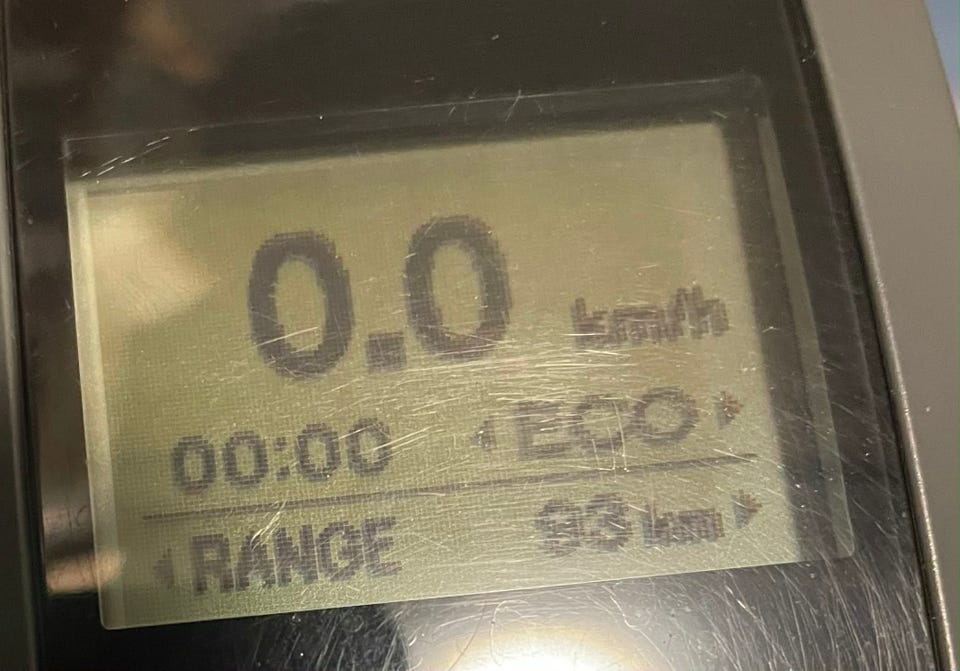 0.0 km/h
00:00 ◂ ECO ▸
◂ RANGE 93 km ▸